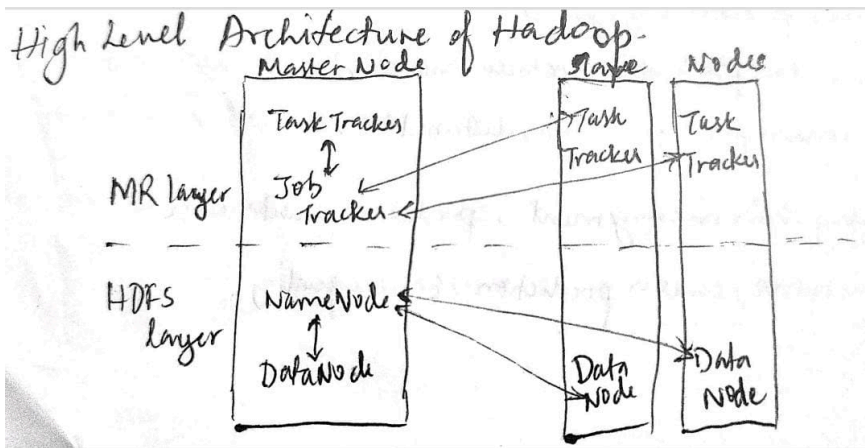 High Level Architecture of Hadoop.
Master Node
Slave Nodes
Task Tracker
Task
Tracker
Task
Tracker
MR layer
Job
Tracker
HDFS
layer
NameNode
DataNode
Data
Node
Data
Node